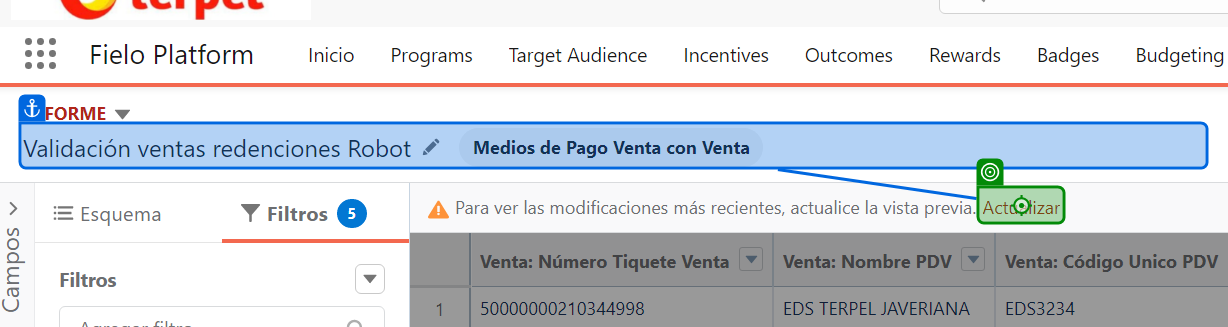 terpel
Fielo Platform Inicio Programs Target Audience Incentives Outcomes Rewards Badges Budgeting
FORME
Validación ventas redenciones Robot Medios de Pago Venta con Venta
Campos
Esquema Filtros 5
Para ver las modificaciones más recientes, actualice la vista previa. Actualizar
Filtros
Agregar filtro
Venta: Número Tiquete Venta Venta: Nombre PDV Venta: Código Unico PDV
1 50000000210344998 EDS TERPEL JAVERIANA EDS3234